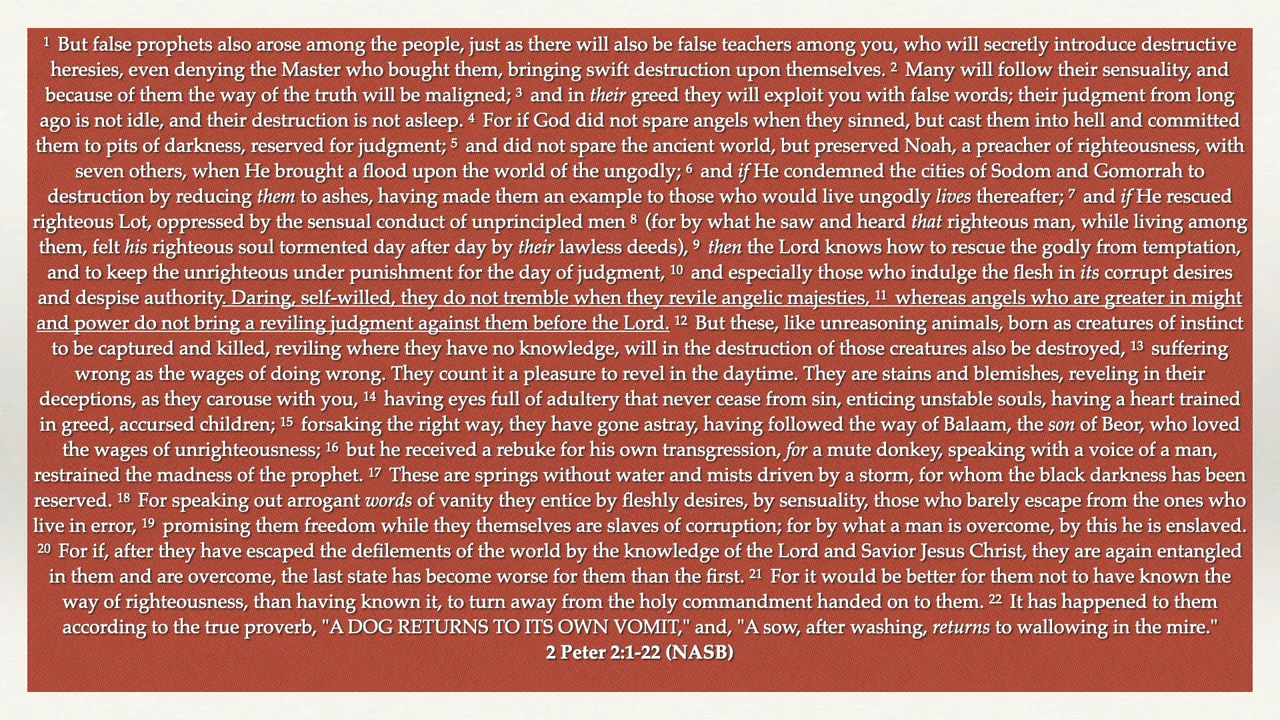 ¹ But false prophets also arose among the people, just as there will also be false teachers among you, who will secretly introduce destructive
heresies, even denying the Master who bought them, bringing swift destruction upon themselves. ² Many will follow their sensuality, and
because of them the way of the truth will be maligned; ³ and in their greed they will exploit you with false words; their judgment from long
ago is not idle, and their destruction is not asleep. ⁴ For if God did not spare angels when they sinned, but cast them into hell and committed
them to pits of darkness, reserved for judgment; ⁵ and did not spare the ancient world, but preserved Noah, a preacher of righteousness, with
seven others, when He brought a flood upon the world of the ungodly; ⁶ and if He condemned the cities of Sodom and Gomorrah to
destruction by reducing them to ashes, having made them an example to those who would live ungodly lives thereafter; ⁷ and if He rescued
righteous Lot, oppressed by the sensual conduct of unprincipled men ⁸ (for by what he saw and heard that righteous man, while living among
them, felt his righteous soul tormented day after day by their lawless deeds), ⁹ then the Lord knows how to rescue the godly from temptation,
and to keep the unrighteous under punishment for the day of judgment, ¹⁰ and especially those who indulge the flesh in its corrupt desires
and despise authority. Daring, self-willed, they do not tremble when they revile angelic majesties, ¹¹ whereas angels who are greater in might
and power do not bring a reviling judgment against them before the Lord. ¹² But these, like unreasoning animals, born as creatures of instinct
to be captured and killed, reviling where they have no knowledge, will in the destruction of those creatures also be destroyed, ¹³ suffering
wrong as the wages of doing wrong. They count it a pleasure to revel in the daytime. They are stains and blemishes, reveling in their
deceptions, as they carouse with you, ¹⁴ having eyes full of adultery that never cease from sin, enticing unstable souls, having a heart trained
in greed, accursed children; ¹⁵ forsaking the right way, they have gone astray, having followed the way of Balaam, the son of Beor, who loved
the wages of unrighteousness; ¹⁶ but he received a rebuke for his own transgression, for a mute donkey, speaking with a voice of a man,
restrained the madness of the prophet. ¹⁷ These are springs without water and mists driven by a storm, for whom the black darkness has been
reserved. ¹⁸ For speaking out arrogant words of vanity they entice by fleshly desires, by sensuality, those who barely escape from the ones who
live in error, ¹⁹ promising them freedom while they themselves are slaves of corruption; for by what a man is overcome, by this he is enslaved.
²⁰ For if, after they have escaped the defilements of the world by the knowledge of the Lord and Savior Jesus Christ, they are again entangled
in them and are overcome, the last state has become worse for them than the first. ²¹ For it would be better for them not to have known the
way of righteousness, than having known it, to turn away from the holy commandment handed on to them. ²² It has happened to them
according to the true proverb, "A DOG RETURNS TO ITS OWN VOMIT," and, "A sow, after washing, returns to wallowing in the mire."
2 Peter 2:1-22 (NASB)